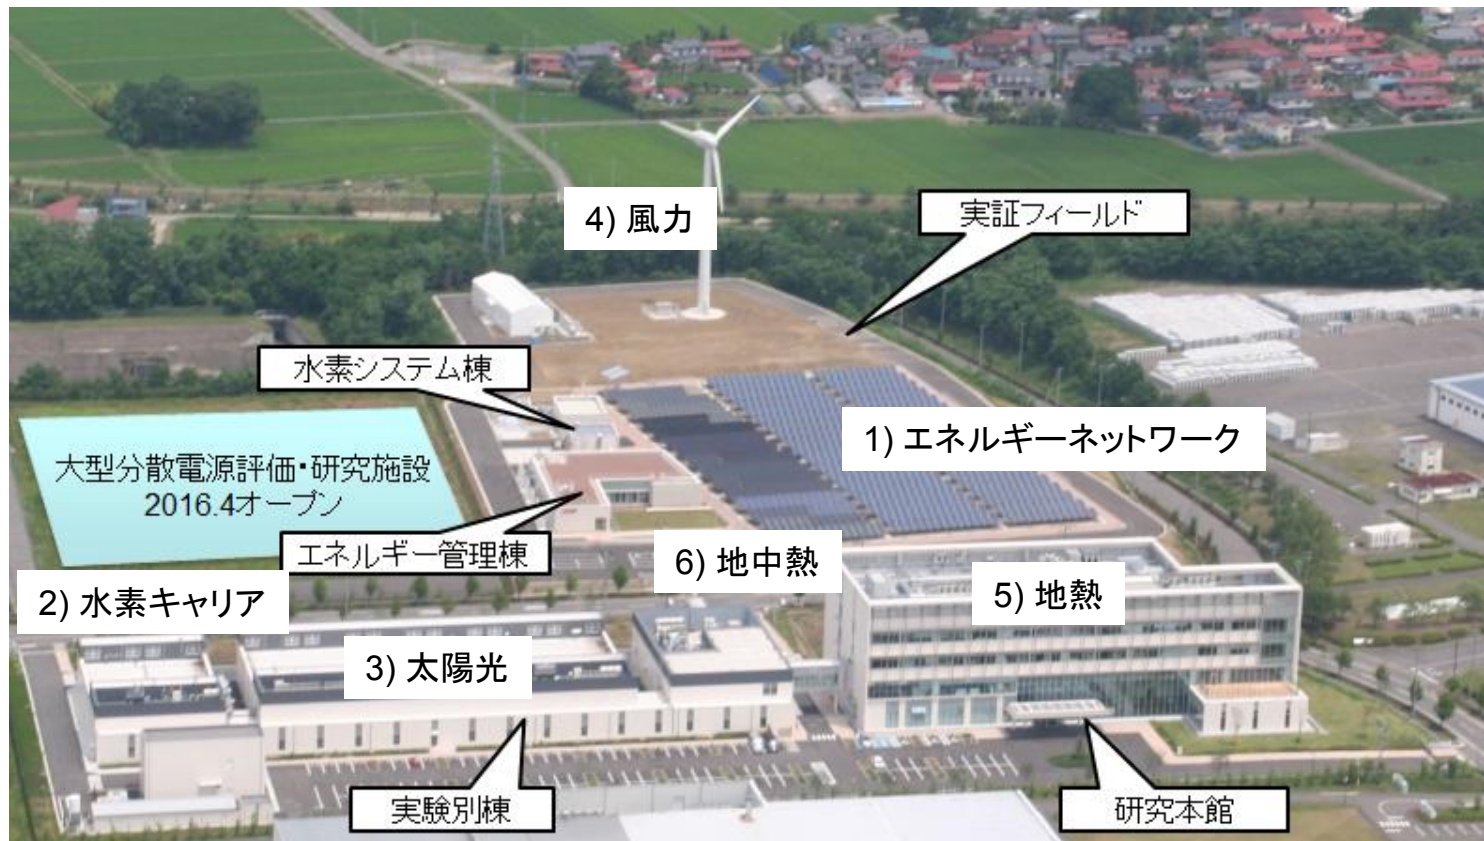 4) 風力
実証フィールド
水素システム棟
1) エネルギーネットワーク
大型分散電源評価・研究施設
2016.4オープン
エネルギー管理棟
6) 地中熱
5) 地熱
2) 水素キャリア
3) 太陽光
実験別棟
研究本館